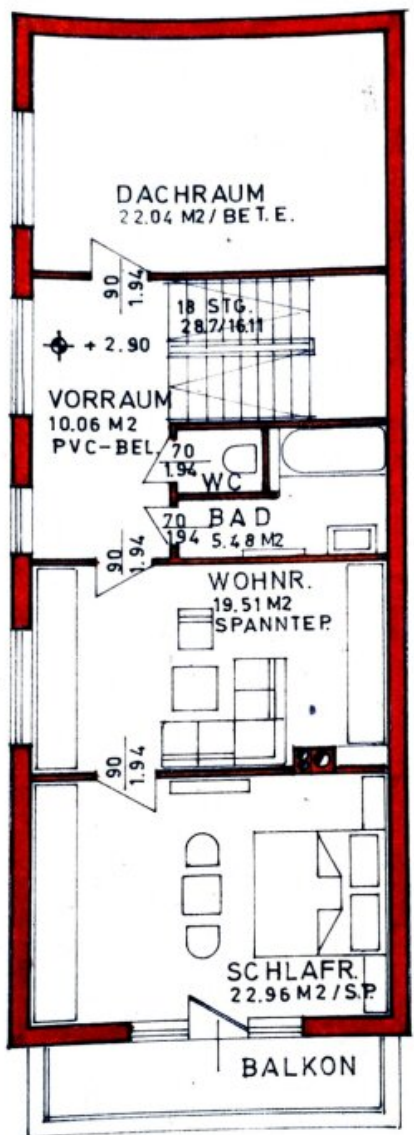 DACHRAUM
22.04 M2/BET.E.
90
1.94
18 STG.
28.7/16.11
+ 2.90
VORRAUM
10.06 M2
PVC-BEL.
70
1.94
WC
70
1.94
BAD
5.48 M2
90
1.94
WOHNR.
19.51 M2
SPANNTEP.
90
1.94
SCHLAFR.
22.96 M2/S.P.
BALKON